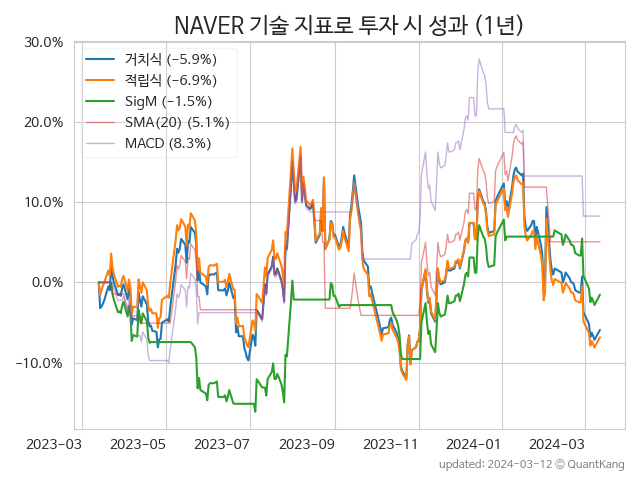 NAVER 기술 지표로 투자 시 성과 (1년)
30.0%
20.0%
10.0%
0.0%
−10.0%
거치식 (−5.9%)
적립식 (−6.9%)
SigM (−1.5%)
SMA(20) (5.1%)
MACD (8.3%)
2023-03
2023-05
2023-07
2023-09
2023-11
2024-01
2024-03
updated: 2024-03-12 © QuantKang